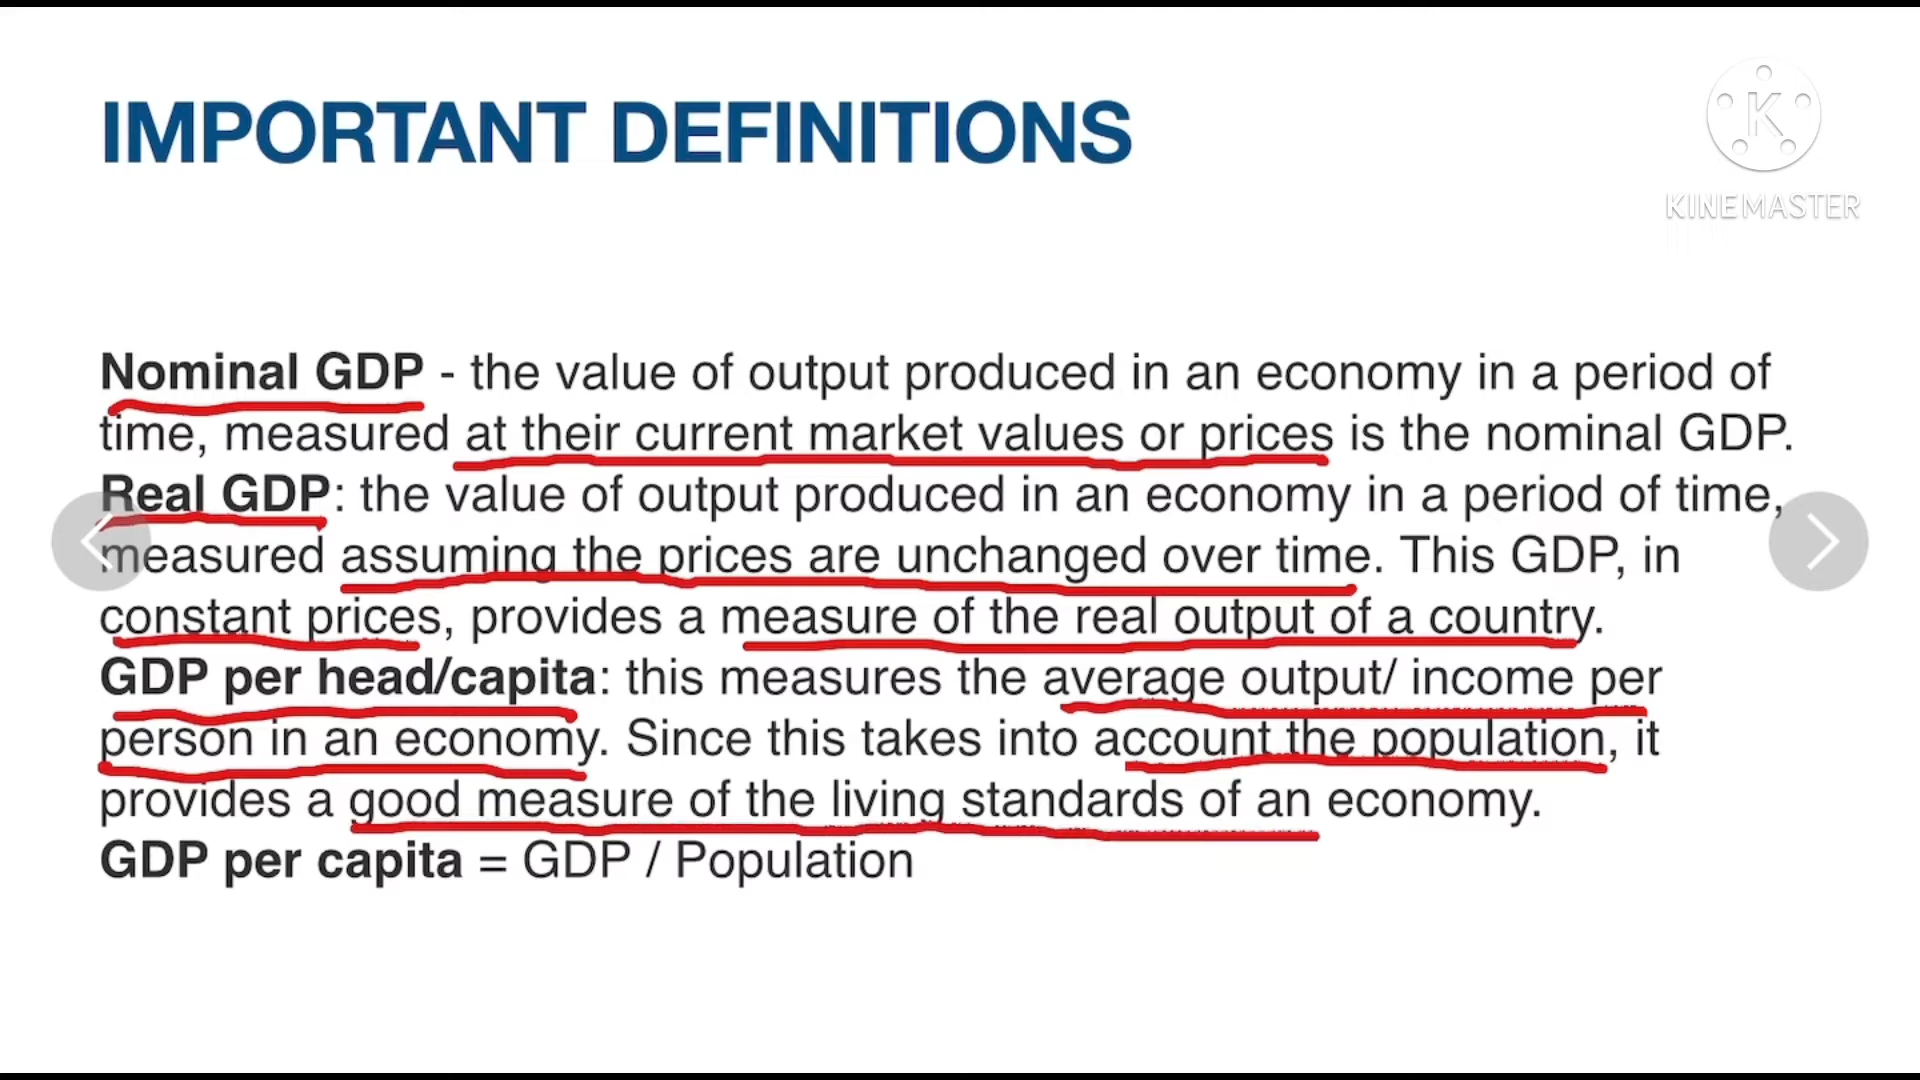 IMPORTANT DEFINITIONS
K
KINEMASTER
Nominal GDP - the value of output produced in an economy in a period of
time, measured at their current market values or prices is the nominal GDP.
Real GDP: the value of output produced in an economy in a period of time,
measured assuming the prices are unchanged over time. This GDP, in
constant prices, provides a measure of the real output of a country.
GDP per head/capita: this measures the average output/ income per
person in an economy. Since this takes into account the population, it
provides a good measure of the living standards of an economy.
GDP per capita = GDP / Population